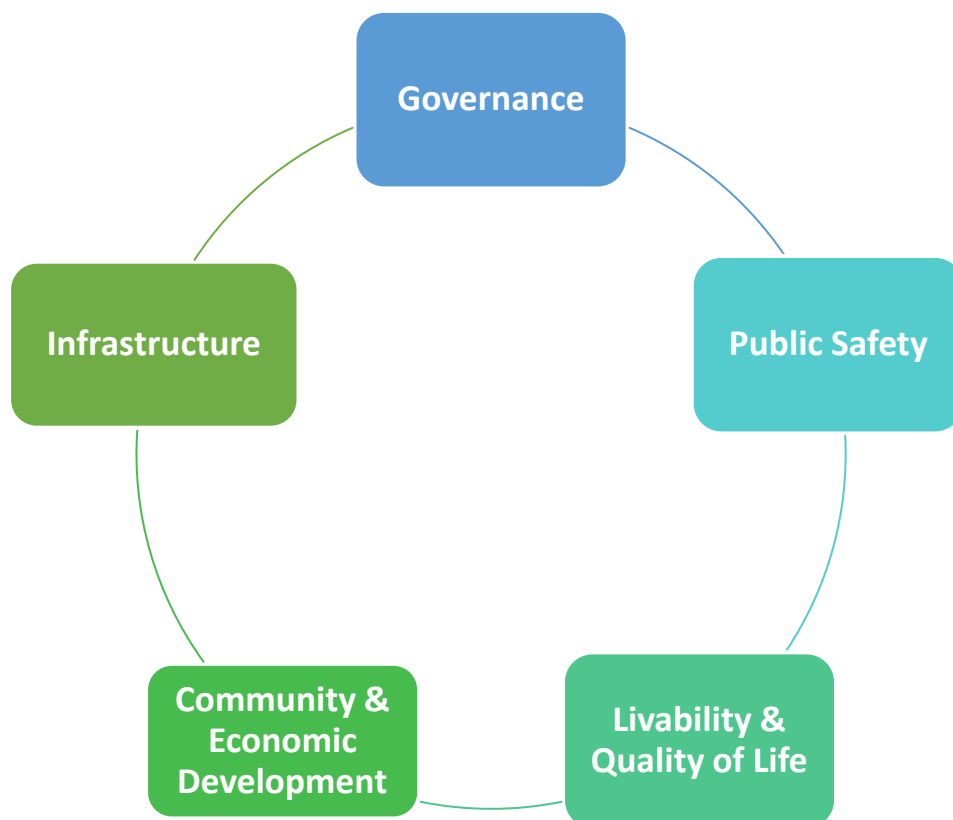 Governance
Public Safety
Livability &
Quality of Life
Community &
Economic
Development
Infrastructure